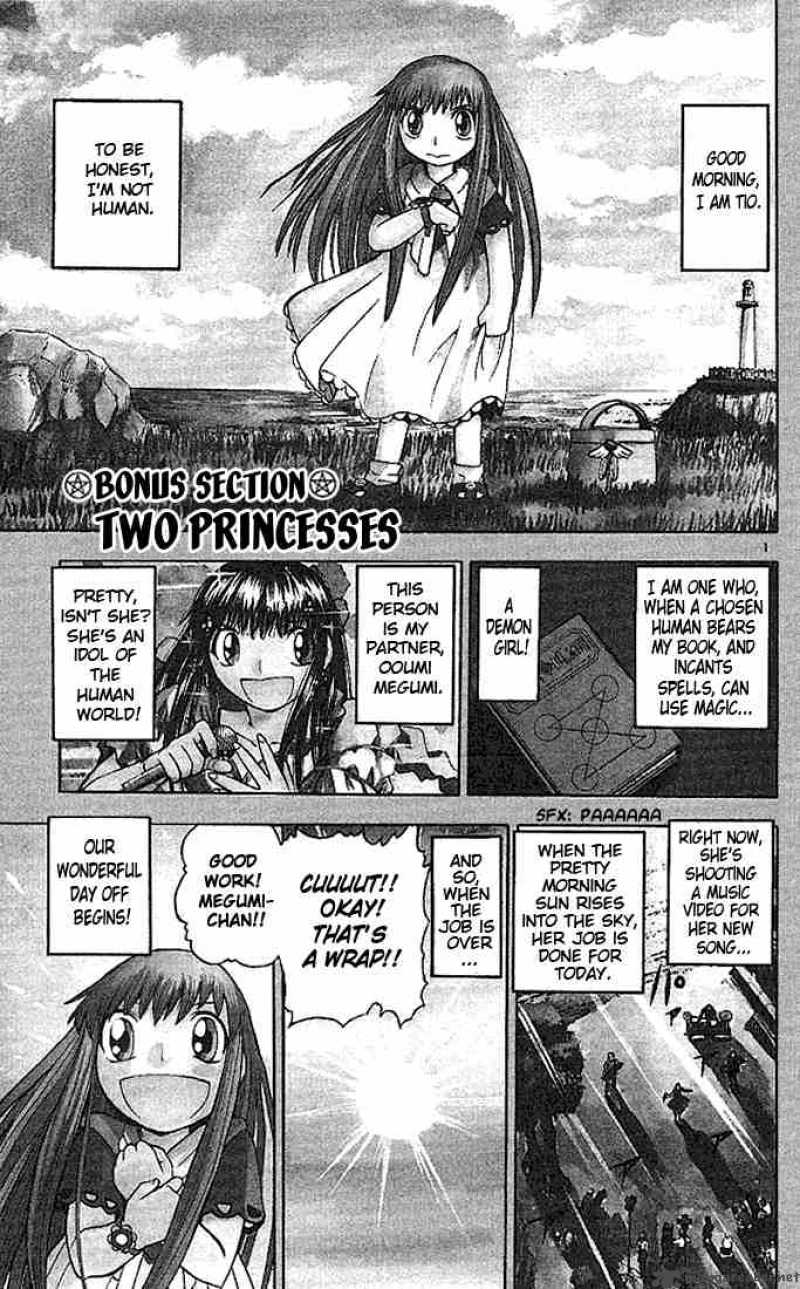 GOOD
MORNING,
I AM TIO.
TO BE
HONEST,
I'M NOT
HUMAN.
BONUS SECTION
TWO PRINCESSES
1
I AM ONE WHO,
WHEN A CHOSEN
HUMAN BEARS
MY BOOK, AND
INCANTS
SPELLS, CAN
USE MAGIC...
A
DEMON
GIRL!
THIS
PERSON
IS MY
PARTNER,
OOUMI
MEGUMI.
PRETTY,
ISN'T SHE?
SHE'S AN
IDOL OF
THE
HUMAN
WORLD!
SFX: PAAAAAA
RIGHT NOW,
SHE'S
SHOOTING
A MUSIC
VIDEO FOR
HER NEW
SONG...
WHEN THE
PRETTY
MORNING
SUN RISES
INTO THE SKY,
HER JOB IS
DONE FOR
TODAY.
AND
SO,
WHEN
THE
JOB IS
OVER
...
CUUUUT!!
OKAY!
THAT'S
A WRAP!!
GOOD
WORK!
MEGUMI-
CHAN!!
OUR
WONDERFUL
DAY OFF
BEGINS!